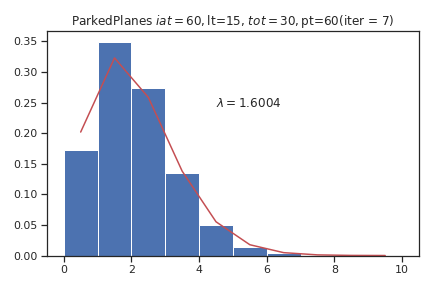 ParkedPlanes iat = 60, lt=15, tot = 30, pt=60(iter = 7)
0.35
0.30
0.25
λ = 1.6004
0.20
0.15
0.10
0.05
0.00
0 2 4 6 8 10